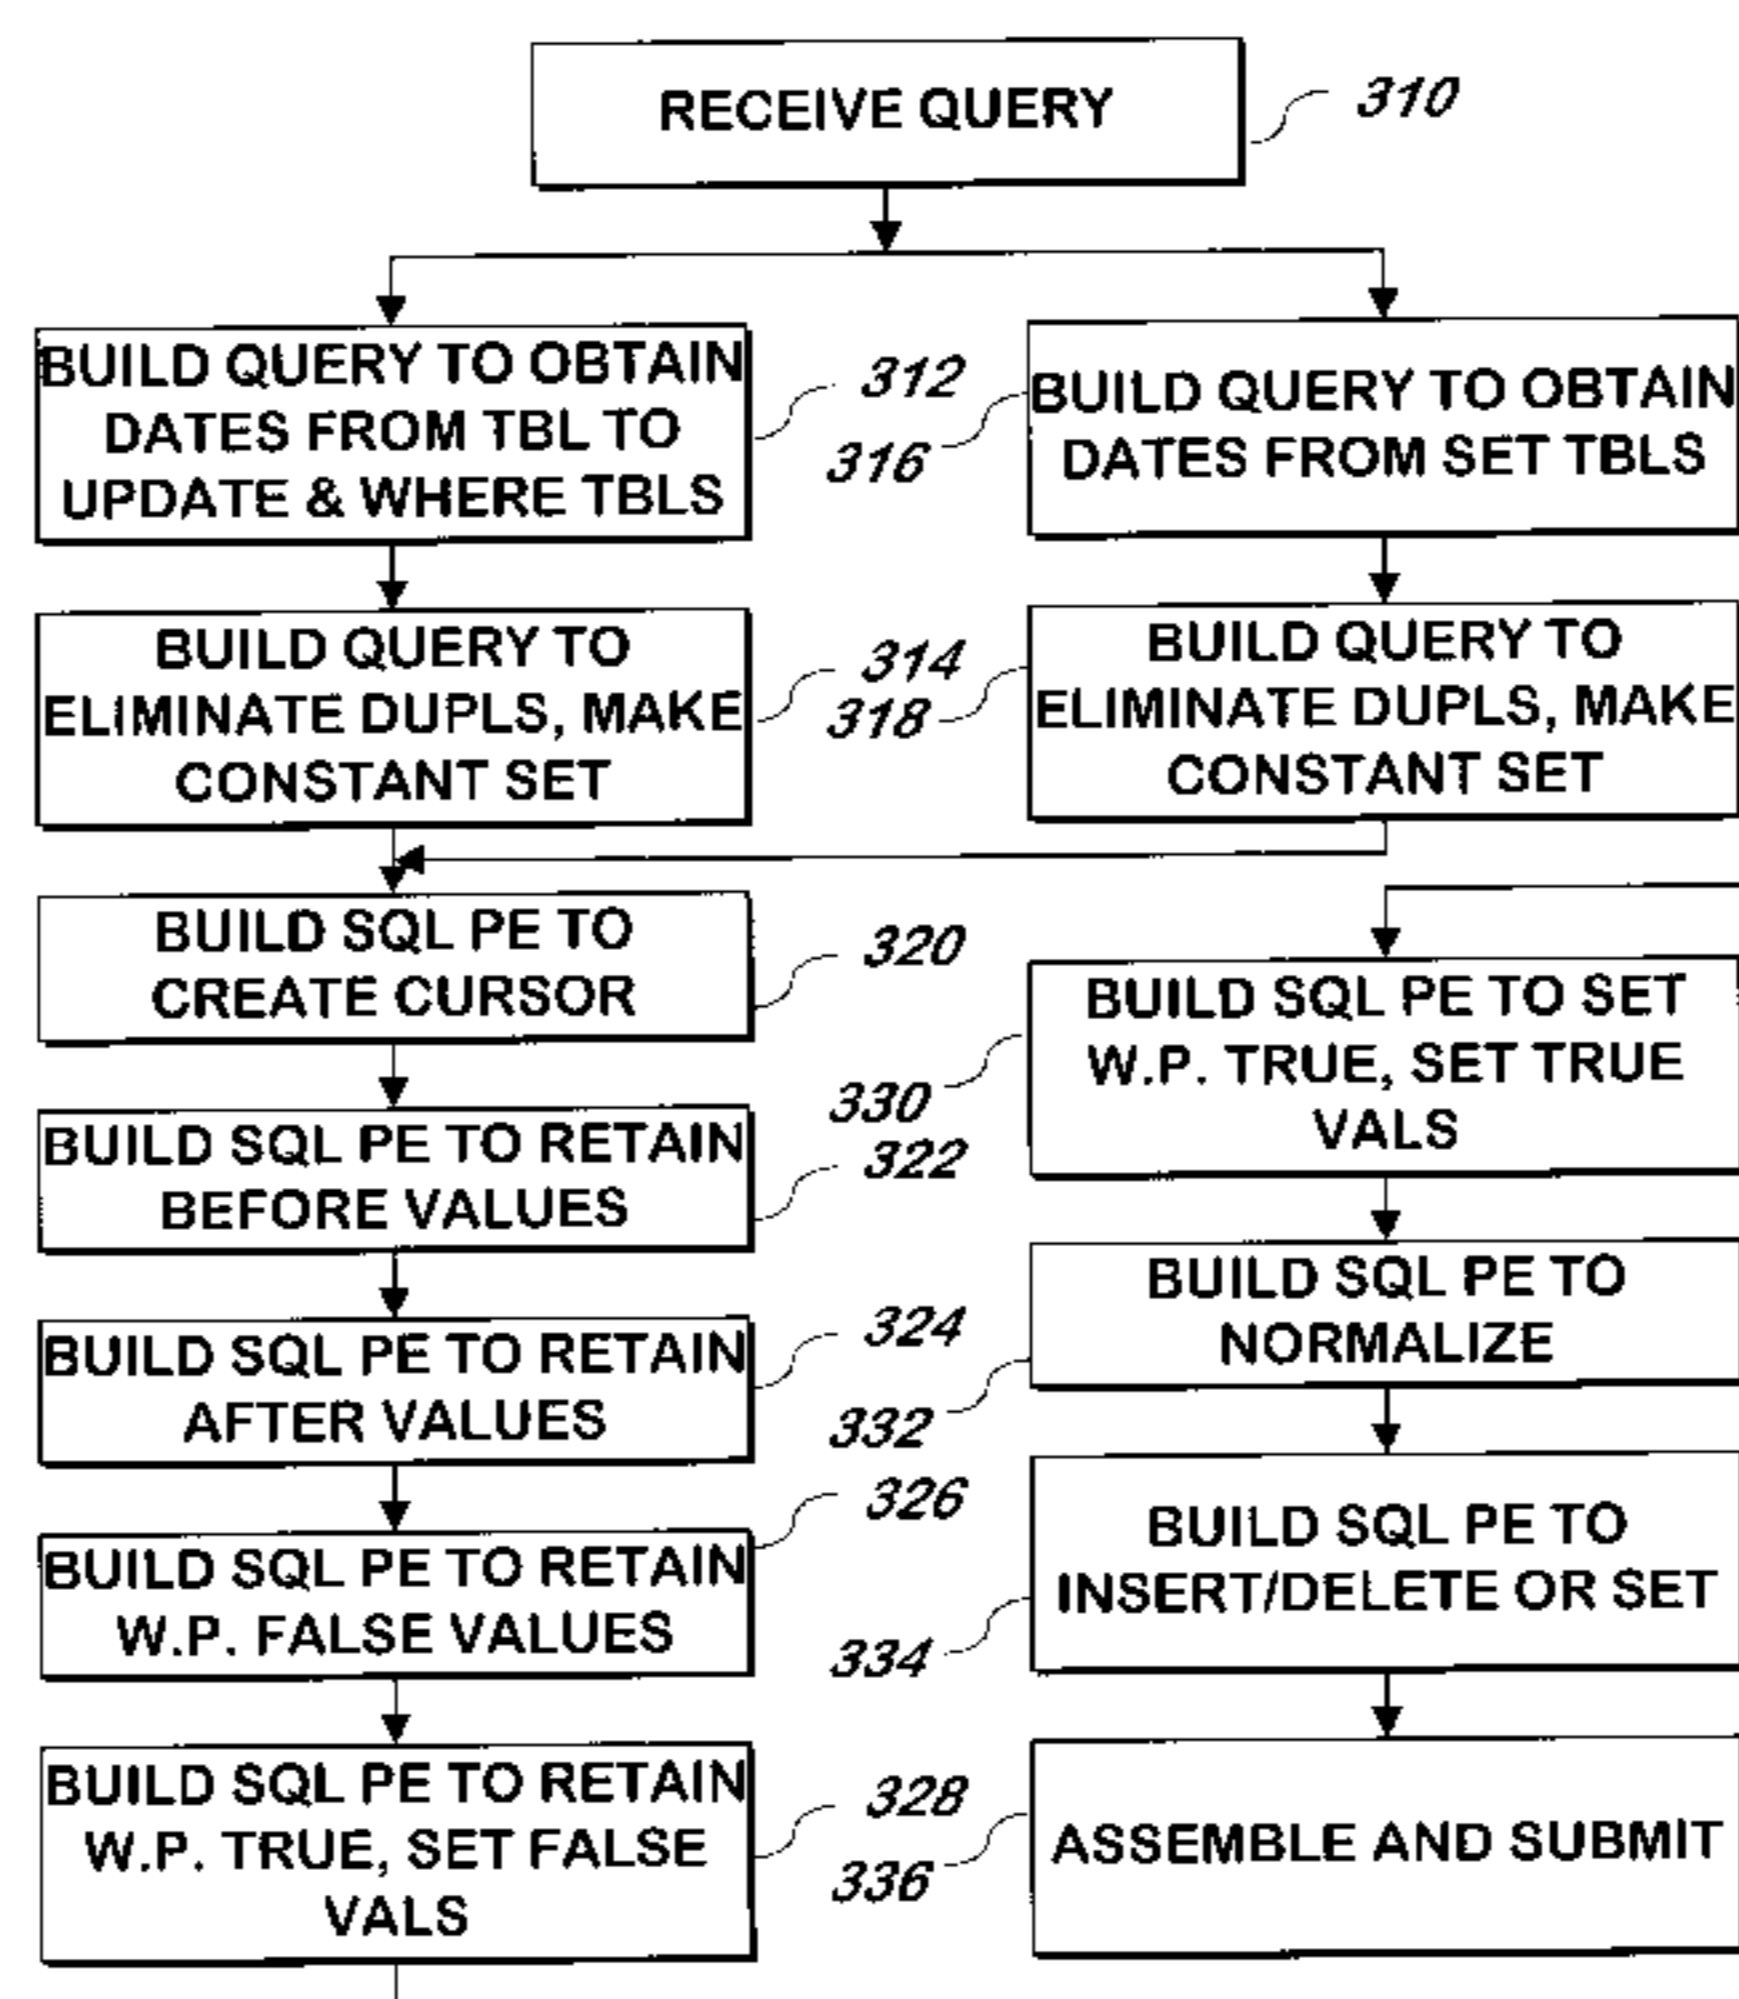 RECEIVE QUERY
310
BUILD QUERY TO OBTAIN
DATES FROM TBL TO
UPDATE & WHERE TBLS
312
BUILD QUERY TO OBTAIN
DATES FROM SET TBLS
316
BUILD QUERY TO
ELIMINATE DUPLS, MAKE
CONSTANT SET
314
BUILD QUERY TO
ELIMINATE DUPLS, MAKE
CONSTANT SET
318
BUILD SQL PE TO
CREATE CURSOR
320
BUILD SQL PE TO RETAIN
BEFORE VALUES
322
BUILD SQL PE TO RETAIN
AFTER VALUES
324
BUILD SQL PE TO RETAIN
W.P. FALSE VALUES
326
BUILD SQL PE TO RETAIN
W.P. TRUE, SET FALSE
VALS
328
BUILD SQL PE TO SET
W.P. TRUE, SET TRUE
VALS
330
BUILD SQL PE TO
NORMALIZE
332
BUILD SQL PE TO
INSERT/DELETE OR SET
334
ASSEMBLE AND SUBMIT
336